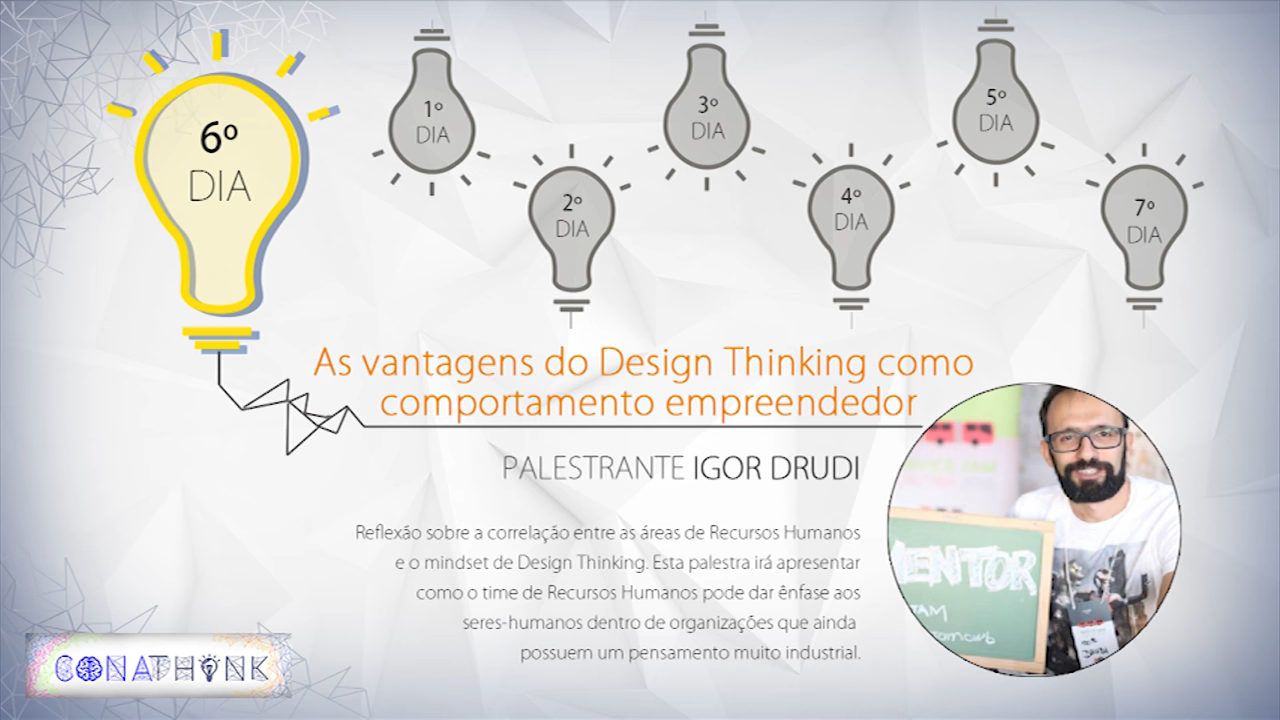 6º
DIA
1º
DIA
2º
DIA
3º
DIA
4º
DIA
5º
DIA
7º
DIA
As vantagens do Design Thinking como
comportamento empreendedor
PALESTRANTE IGOR DRUDI
Reflexão sobre a correlação entre as áreas de Recursos Humanos
e o mindset de Design Thinking. Esta palestra irá apresentar
como o time de Recursos Humanos pode dar ênfase aos
seres-humanos dentro de organizações que ainda
possuem um pensamento muito industrial.
MENTOR
JAM
DRUDI
CONATHINK